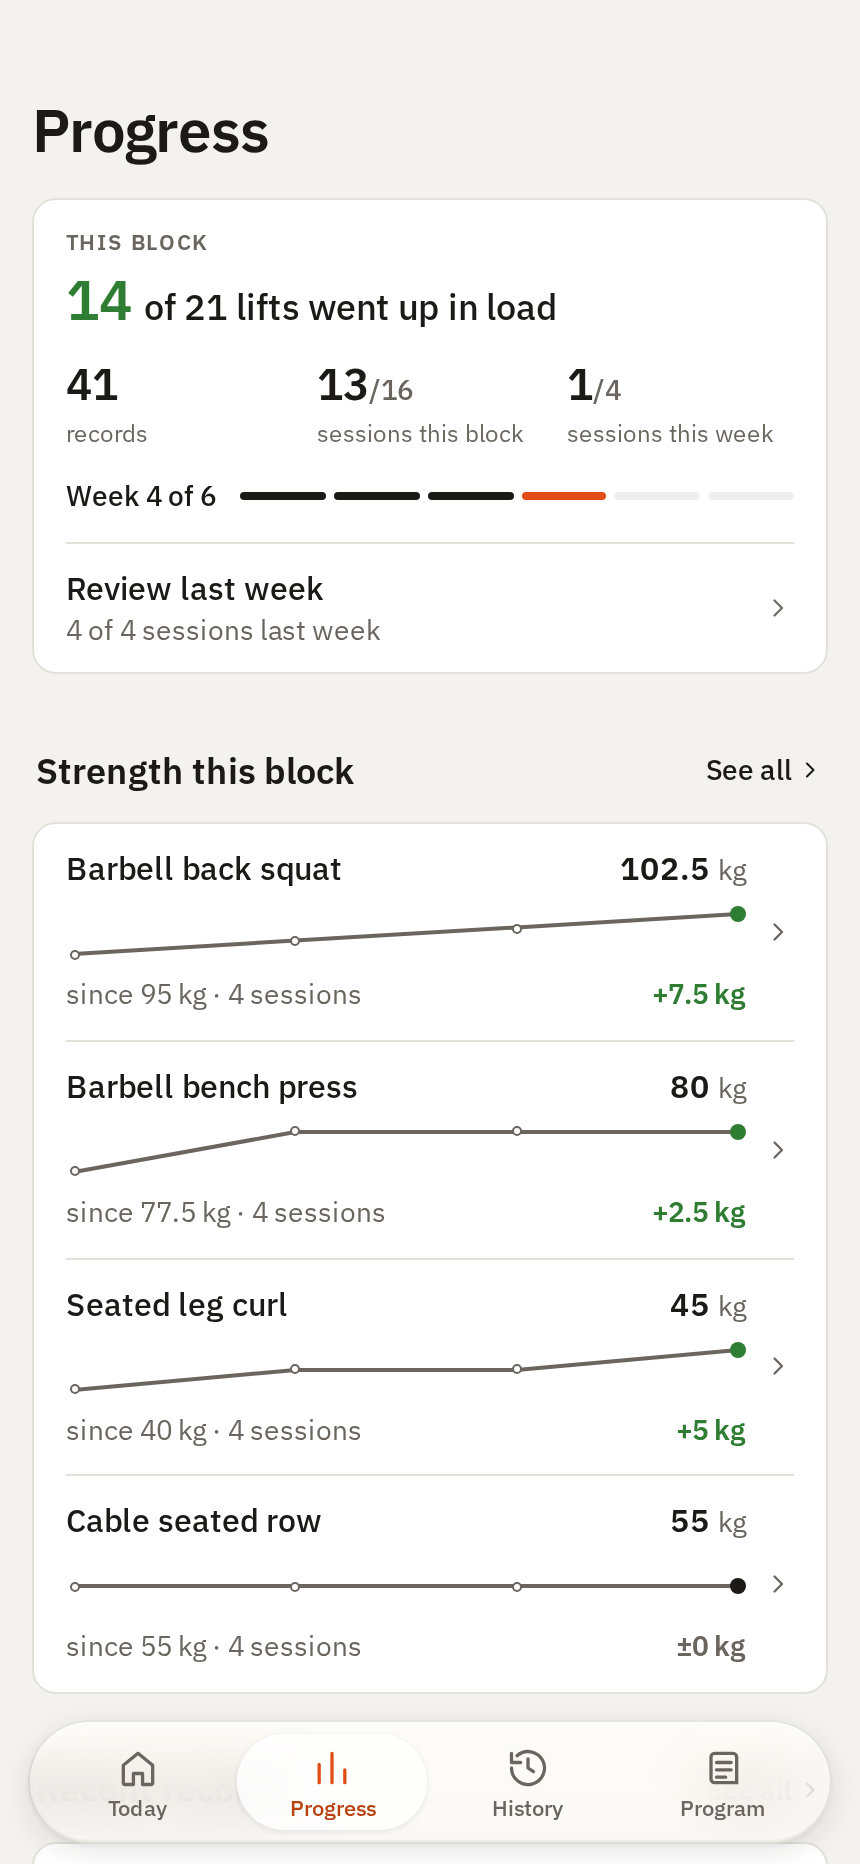 Progress
THIS BLOCK
14 of 21 lifts went up in load
41 13/16 1/4
records sessions this block sessions this week
Week 4 of 6
Review last week
4 of 4 sessions last week
Strength this block See all
Barbell back squat 102.5 kg
since 95 kg · 4 sessions +7.5 kg
Barbell bench press 80 kg
since 77.5 kg · 4 sessions +2.5 kg
Seated leg curl 45 kg
since 40 kg · 4 sessions +5 kg
Cable seated row 55 kg
since 55 kg · 4 sessions ±0 kg
Recent records See all
Today Progress History Program